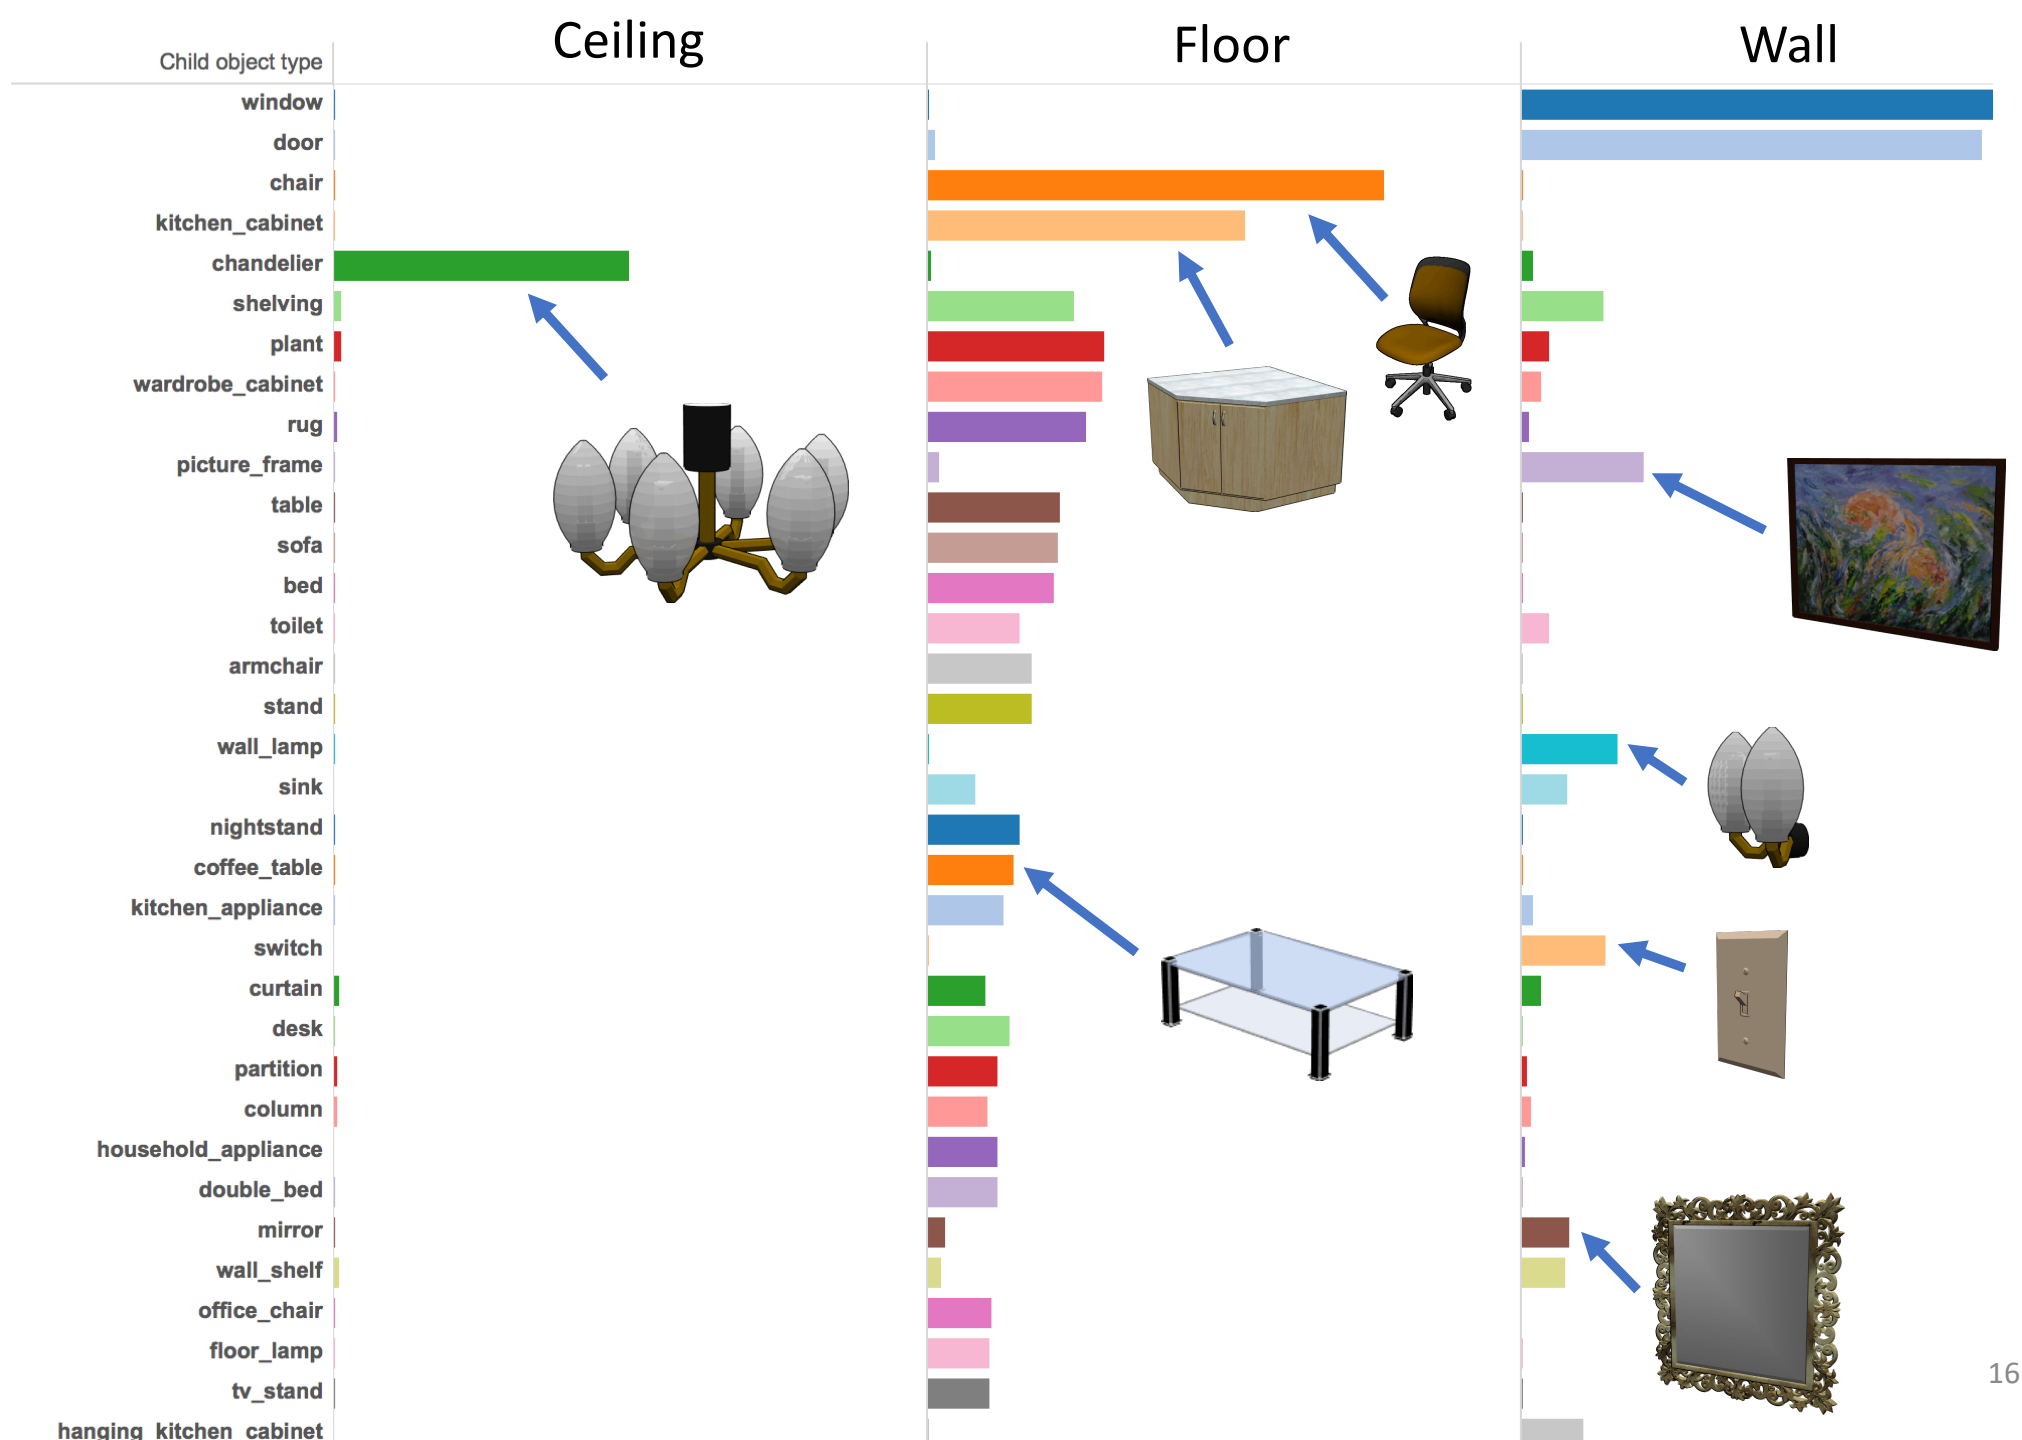 Ceiling Floor Wall
Child object type
window
door
chair
kitchen_cabinet
chandelier
shelving
plant
wardrobe_cabinet
rug
picture_frame
table
sofa
bed
toilet
armchair
stand
wall_lamp
sink
nightstand
coffee_table
kitchen_appliance
switch
curtain
desk
partition
column
household_appliance
double_bed
mirror
wall_shelf
office_chair
floor_lamp
tv_stand
hanging_kitchen_cabinet
16